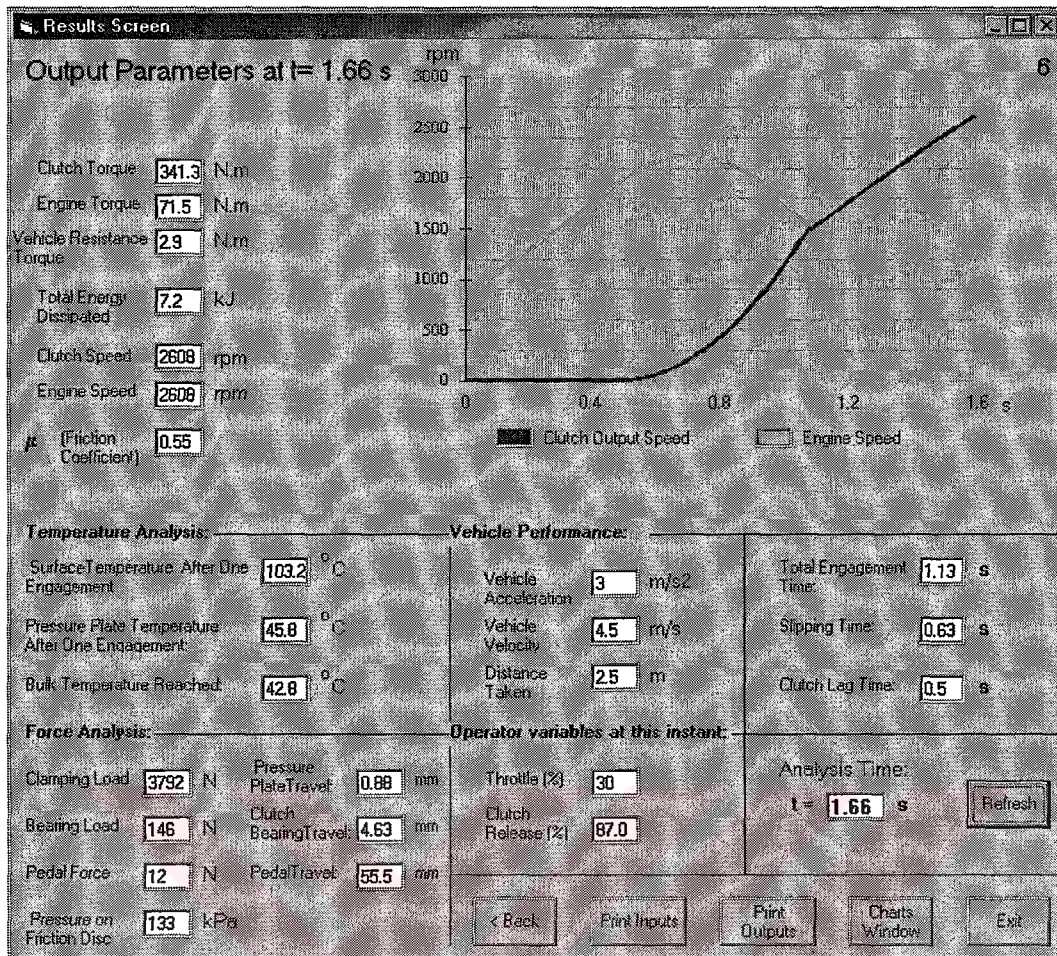 Results Screen
Output Parameters at t= 1.66 s
6
rpm
3000
2500
2000
1500
1000
500
0
0 0.4 0.8 1.2 1.6 s
Clutch Output Speed Engine Speed
Clutch Torque 341.3 N.m
Engine Torque 71.5 N.m
Vehicle Resistance
Torque 2.9 N.m
Total Energy
Dissipated 7.2 kJ
Clutch Speed 2608 rpm
Engine Speed 2608 rpm
μ (Friction
Coefficient) 0.55
Temperature Analysis:
SurfaceTemperature After One
Engagement 103.2 °C
Pressure Plate Temperature
After One Engagement: 45.8 °C
Bulk Temperature Reached: 42.8 °C
Vehicle Performance:
Vehicle
Acceleration 3 m/s2
Vehicle
Velocity 4.5 m/s
Distance
Taken 2.5 m
Total Engagement
Time: 1.13 s
Slipping Time: 0.63 s
Clutch Lag Time: 0.5 s
Force Analysis:
Clamping Load 3792 N
Bearing Load 146 N
Pedal Force 12 N
Pressure on
Friction Disc 133 kPa
Pressure
PlateTravel: 0.88 mm
Clutch
BearingTravel: 4.63 mm
PedalTravel: 55.5 mm
Operator variables at this instant:
Throttle (%) 30
Clutch
Release (%) 87.0
Analysis Time:
t = 1.66 s
Refresh
< Back
Print Inputs
Print
Outputs
Charts
Window
Exit